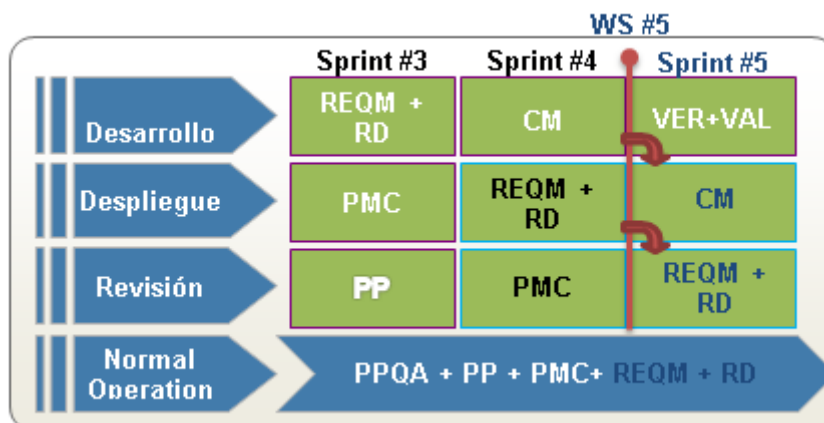 WS #5
Sprint #3 Sprint #4 Sprint #5
Desarrollo
REQM +
RD
CM
VER+VAL
Despliegue
PMC
REQM +
RD
CM
Revisión
PP
PMC
REQM +
RD
Normal
Operation
PPQA + PP + PMC+ REQM + RD